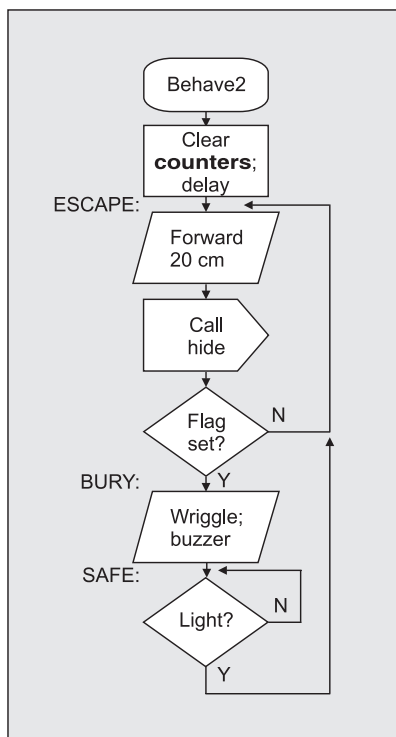 Behave2
Clear
counters;
delay
ESCAPE:
Forward
20 cm
Call
hide
Flag
set?
N
Y
BURY:
Wriggle;
buzzer
SAFE:
Light?
N
Y